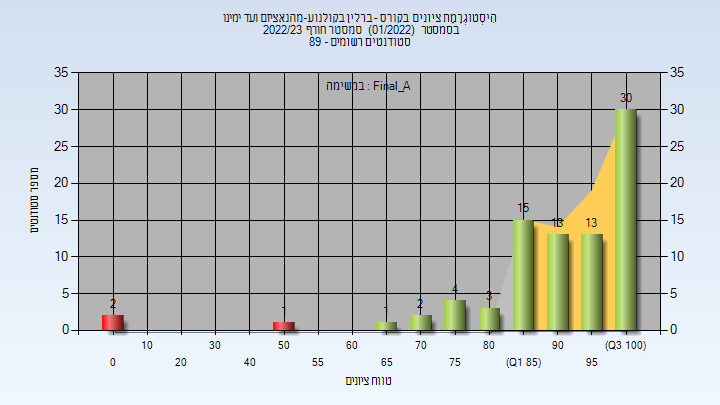 הִיסטוגרָמַת ציונים בקורס - ברלין בקולנוע-מהנאציזם ועד ימינו
בסמסטר (01/2022) סמסטר חורף 2022/23
סטודנטים רשומים - 89
במשימה : Final_A
מספר סטודנטים
35 35
30 30
25 25
20 20
15 15
10 10
5 5
0 0
2 1 1 2 4 3 15 13 13 30
10 30 50 60 70 80 90 (Q3 100)
0 20 40 55 65 75 (Q1 85) 95
טווח ציונים